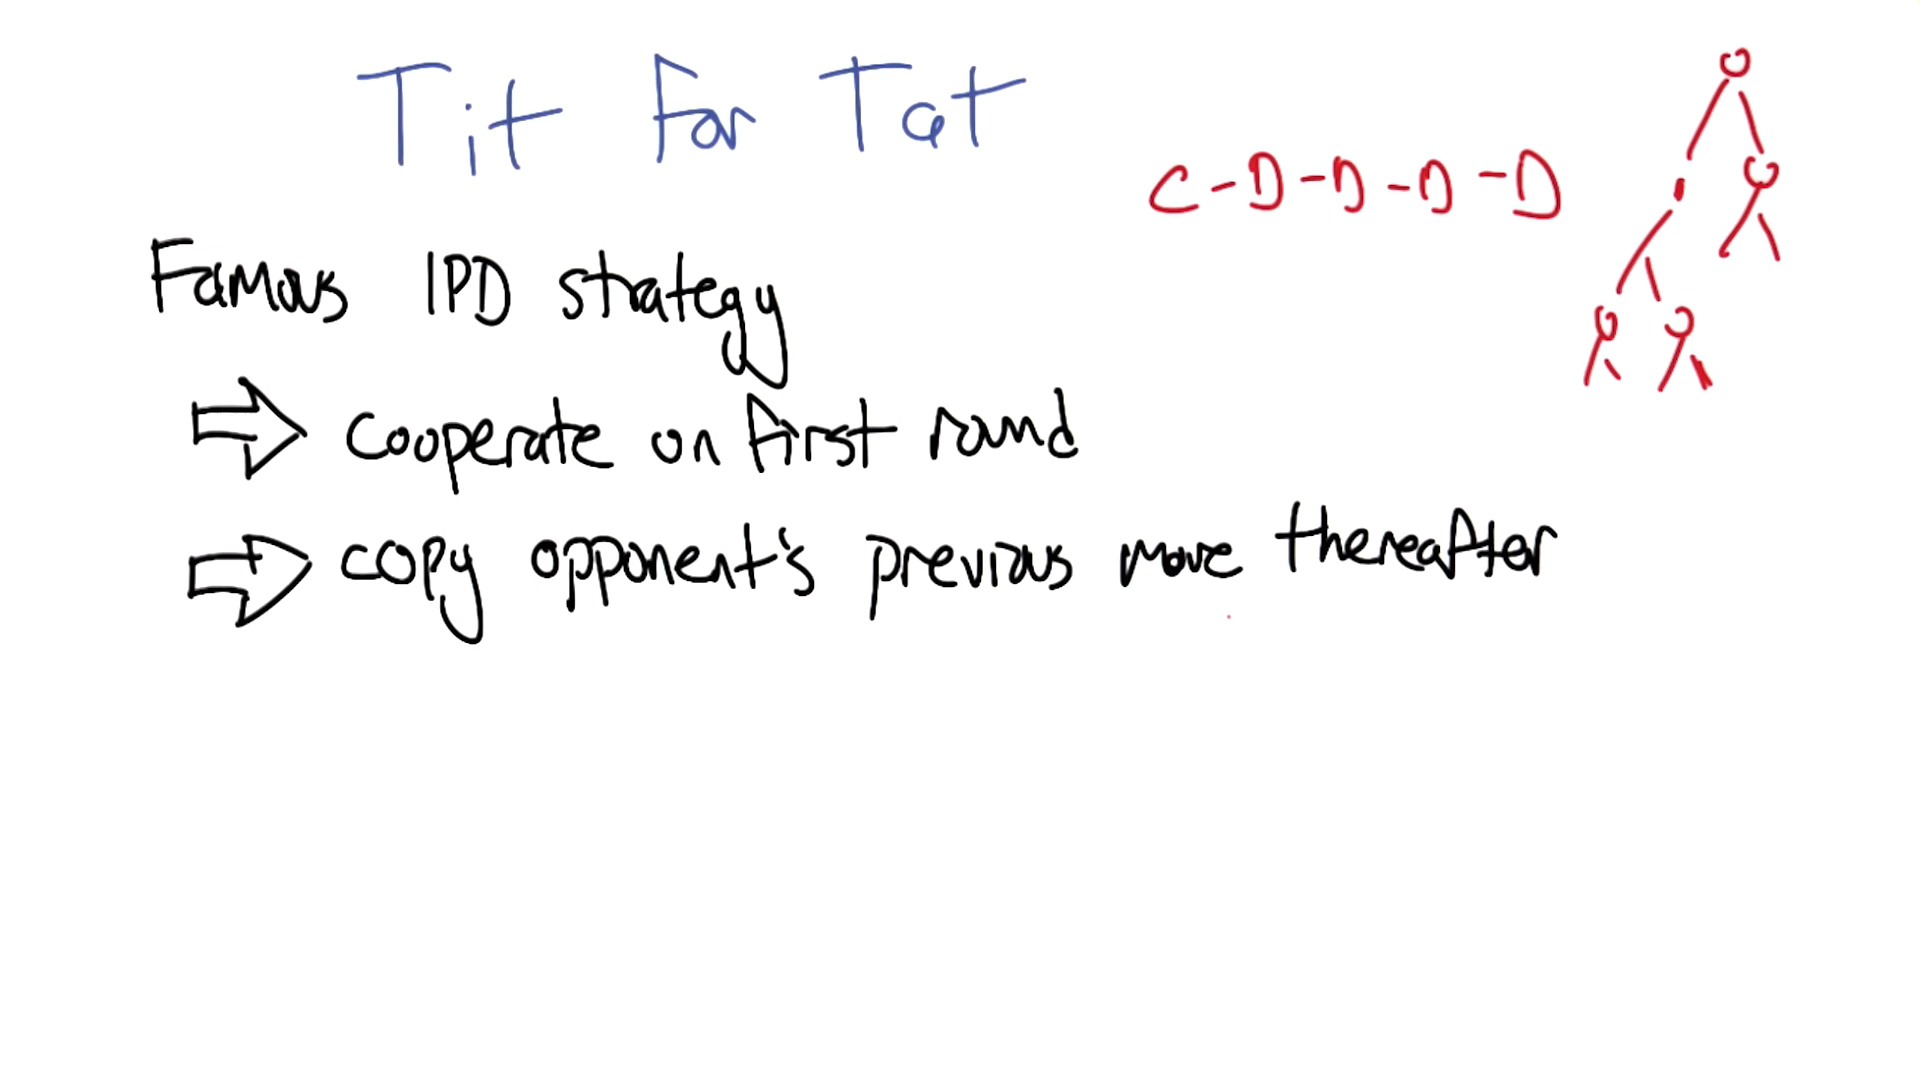 Tit For Tat
C-D-D-D-D
Famous IPD strategy
⇒ cooperate on first round
⇒ copy opponent's previous move thereafter